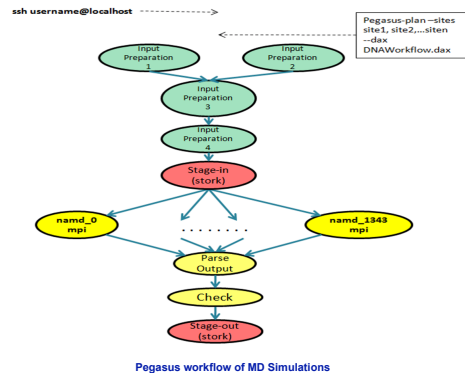 ssh username@localhost
Pegasus-plan –sites
site1, site2,...siten
--dax
DNAWorkflow.dax
Input
Preparation
1
Input
Preparation
2
Input
Preparation
3
Input
Preparation
4
Stage-in
(stork)
namd_0
mpi
. . . . . . . .
namd_1343
mpi
Parse
Output
Check
Stage-out
(stork)
Pegasus workflow of MD Simulations